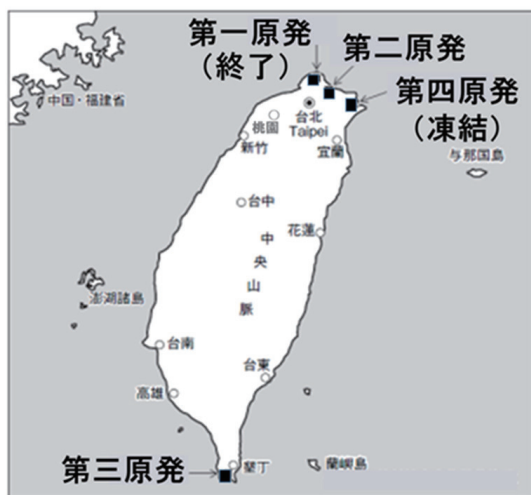 第一原発
(終了)
第二原発
第四原発
(凍結)
中国・福建省
台北
Taipei
桃園
新竹
宜蘭
与那国島
台中
花蓮
中央山脈
澎湖諸島
台南
台東
高雄
第三原発
墾丁
蘭嶼島